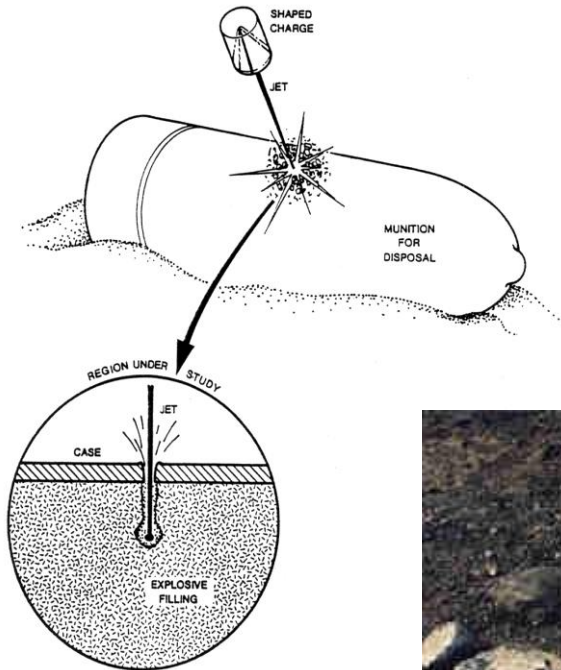 SHAPED
CHARGE
JET
MUNITION
FOR
DISPOSAL
REGION UNDER STUDY
JET
CASE
EXPLOSIVE
FILLING